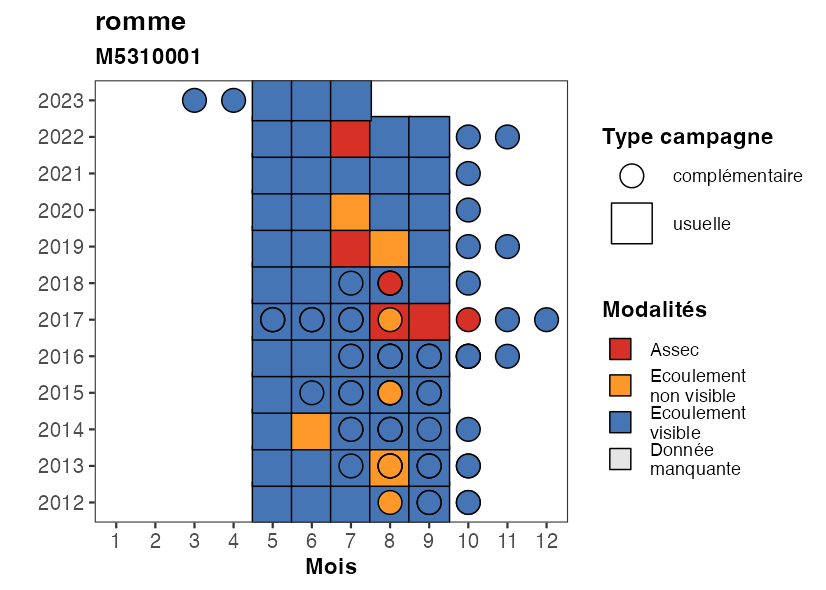 romme
M5310001
2023
2022
2021
2020
2019
2018
2017
2016
2015
2014
2013
2012
1 2 3 4 5 6 7 8 9 10 11 12
Mois
Type campagne
complémentaire
usuelle
Modalités
Assec
Ecoulement
non visible
Ecoulement
visible
Donnée
manquante